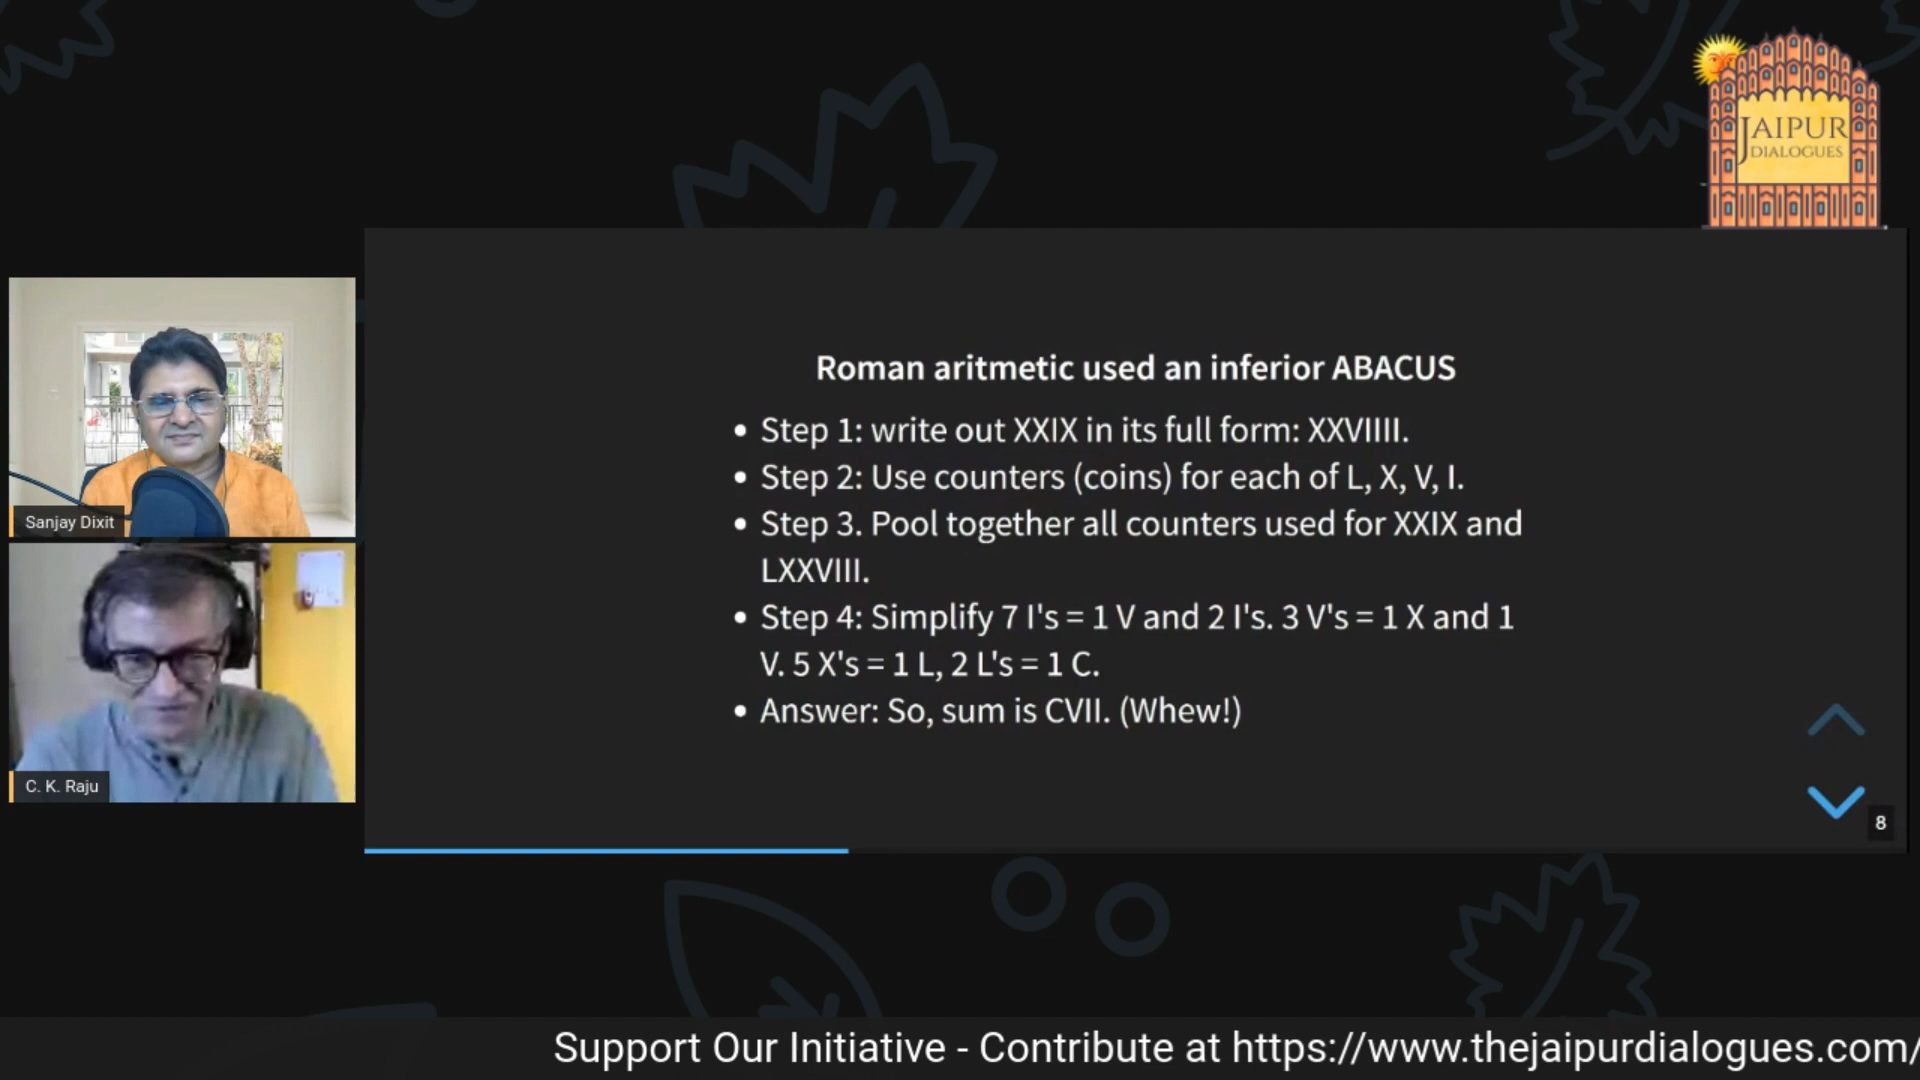 JAIPUR
DIALOGUES
Roman aritmetic used an inferior ABACUS
• Step 1: write out XXIX in its full form: XXVIIII.
• Step 2: Use counters (coins) for each of L, X, V, I.
• Step 3. Pool together all counters used for XXIX and
LXXVIII.
• Step 4: Simplify 7 I's = 1 V and 2 I's. 3 V's = 1 X and 1
V. 5 X's = 1 L, 2 L's = 1 C.
• Answer: So, sum is CVII. (Whew!)
Sanjay Dixit
C. K. Raju
8
Support Our Initiative - Contribute at https://www.thejaipurdialogues.com/